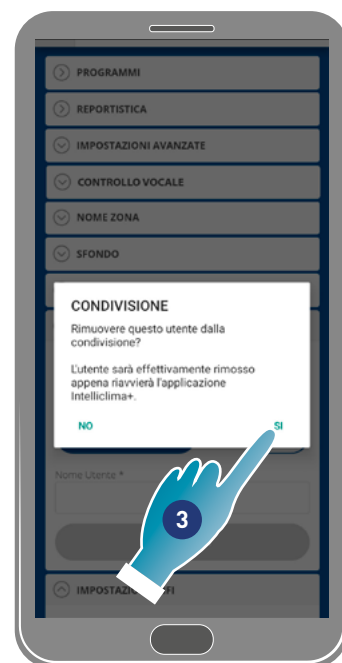 PROGRAMMI
REPORTISTICA
IMPOSTAZIONI AVANZATE
CONTROLLO VOCALE
NOME ZONA
SFONDO
CONDIVISIONE
Rimuovere questo utente dalla
condivisione?
L'utente sarà effettivamente rimosso
appena riavvierà l'applicazione
Intelliclima+.
NO SI
Nome Utente *
3